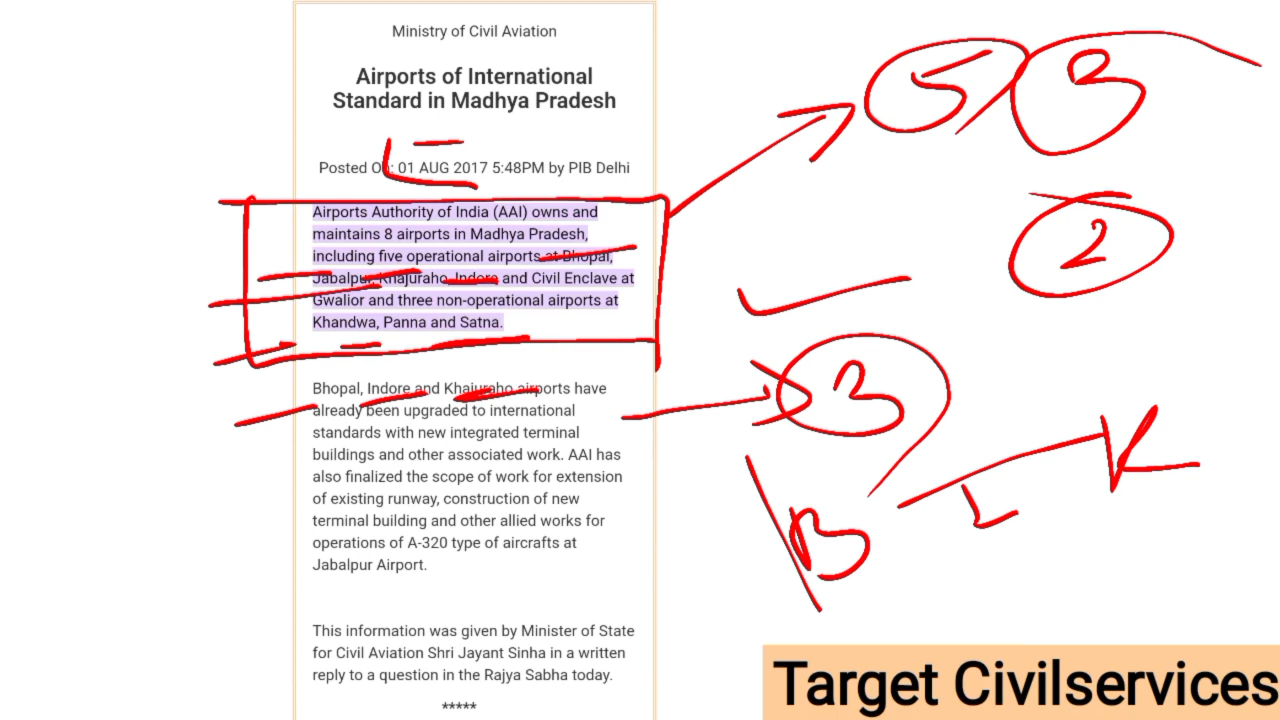 Ministry of Civil Aviation
Airports of International
Standard in Madhya Pradesh
Posted On: 01 AUG 2017 5:48PM by PIB Delhi
Airports Authority of India (AAI) owns and
maintains 8 airports in Madhya Pradesh,
including five operational airports at Bhopal,
Jabalpur, Khajuraho, Indore and Civil Enclave at
Gwalior and three non-operational airports at
Khandwa, Panna and Satna.
Bhopal, Indore and Khajuraho airports have
already been upgraded to international
standards with new integrated terminal
buildings and other associated work. AAI has
also finalized the scope of work for extension
of existing runway, construction of new
terminal building and other allied works for
operations of A-320 type of aircrafts at
Jabalpur Airport.
This information was given by Minister of State
for Civil Aviation Shri Jayant Sinha in a written
reply to a question in the Rajya Sabha today.
*****
5 3
2
3
B I K
Target Civilservices